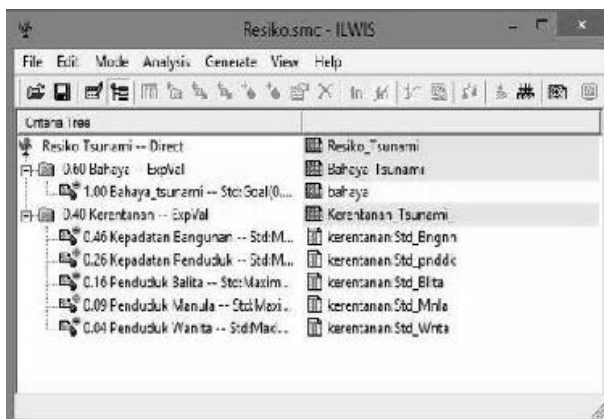 Resiko.smc - ILWIS
File Edit Mode Analysis Generate View Help
Criteria Tree
Resiko Tsunami -- Direct Resiko_Tsunami
0.60 Bahaya -- ExpVal Bahaya_Tsunami
1.00 Bahaya_tsunami -- Std:Goal(0.... bahaya
0.40 Kerentanan -- ExpVal Kerentanan_Tsunami
0.46 Kepadatan Bangunan -- Std:M... kerentanan:Std_Bngnn
0.26 Kepadatan Penduduk -- Std:M... kerentanan:Std_pnddk
0.16 Penduduk Balita -- Std:Maxim... kerentanan:Std_Blita
0.09 Penduduk Manula -- Std:Maxi... kerentanan:Std_Mnla
0.04 Penduduk Wanita -- Std:Maxi... kerentanan:Std_Wnta